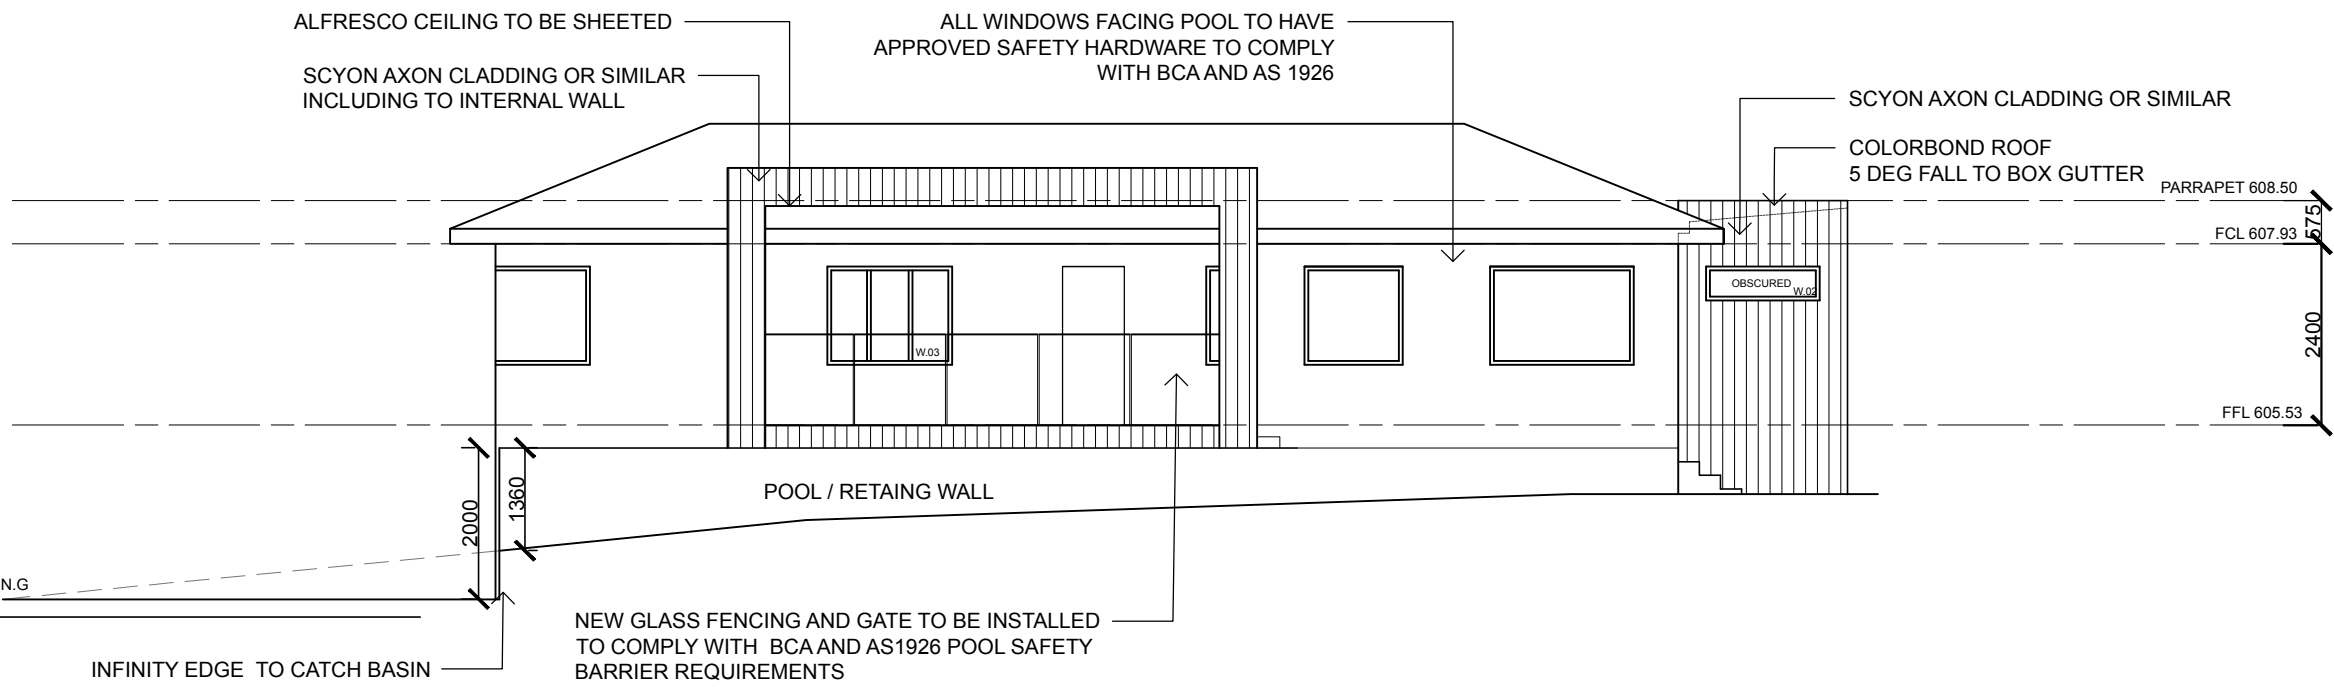 ALFRESCO CEILING TO BE SHEETED
SCYON AXON CLADDING OR SIMILAR
INCLUDING TO INTERNAL WALL
ALL WINDOWS FACING POOL TO HAVE
APPROVED SAFETY HARDWARE TO COMPLY
WITH BCA AND AS 1926
SCYON AXON CLADDING OR SIMILAR
COLORBOND ROOF
5 DEG FALL TO BOX GUTTER
PARRAPET 608.50
575
FCL 607.93
OBSCURED
W.02
2400
W.03
FFL 605.53
2000
1360
POOL / RETAING WALL
N.G
NEW GLASS FENCING AND GATE TO BE INSTALLED
TO COMPLY WITH BCA AND AS1926 POOL SAFETY
BARRIER REQUIREMENTS
INFINITY EDGE TO CATCH BASIN